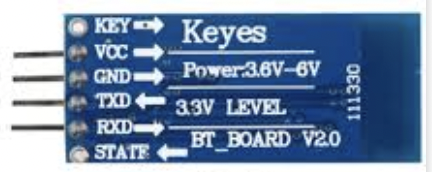 KEY
VCC
GND
TXD
RXD
STATE
Keyes
Power:3.6V-6V
3.3V LEVEL
BT_BOARD V2.0
111330